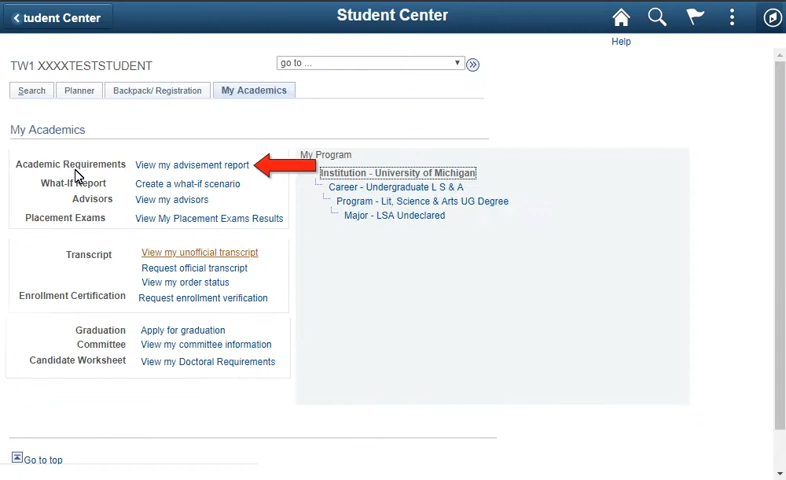 tudent Center
Student Center
Help
TW1 XXXXTESTSTUDENT
go to ...
Search
Planner
Backpack/ Registration
My Academics
My Academics
Academic Requirements
View my advisement report
What-If Report
Create a what-if scenario
Advisors
View my advisors
Placement Exams
View My Placement Exams Results
Transcript
View my unofficial transcript
Request official transcript
View my order status
Enrollment Certification
Request enrollment verification
Graduation
Apply for graduation
Committee
View my committee information
Candidate Worksheet
View my Doctoral Requirements
My Program
Institution - University of Michigan
Career - Undergraduate L S & A
Program - Lit, Science & Arts UG Degree
Major - LSA Undeclared
Go to top